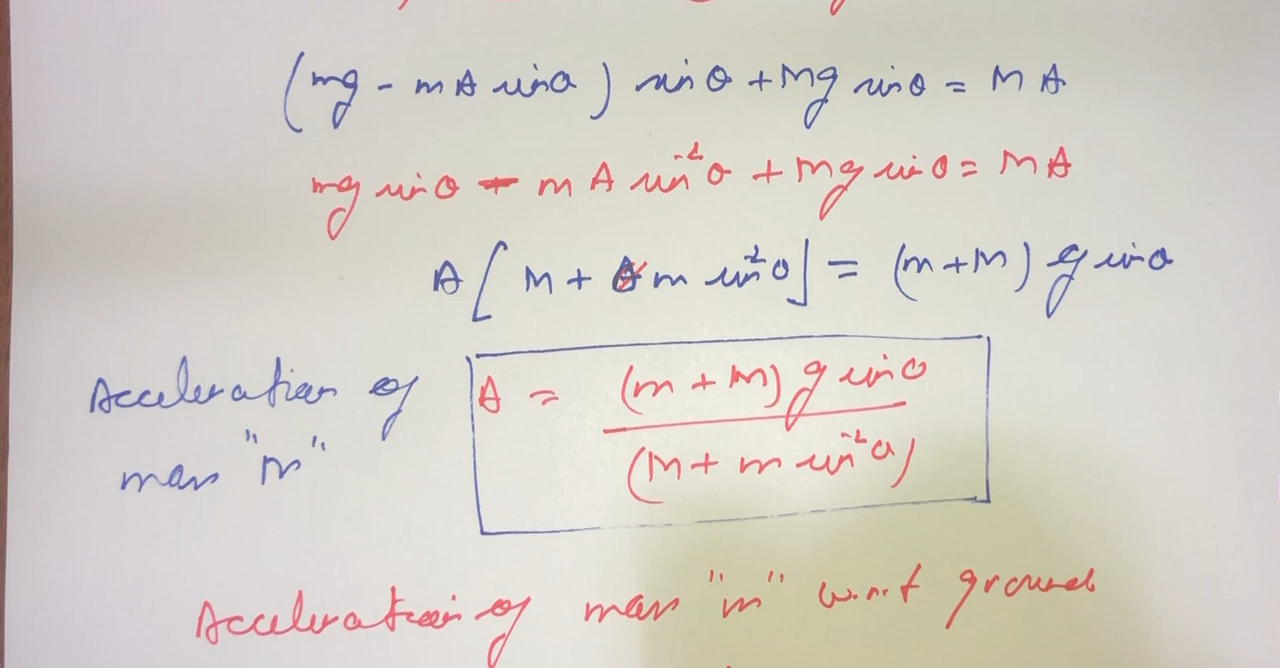 (mg - mA sinθ) sinθ + Mg sinθ = MA
mg sinθ - mA sin²θ + Mg sinθ = MA
A[M + m sin²θ] = (m+M) g sinθ
Acceleration of mass "M"
A = (m+M) g sinθ / (M + m sin²θ)
Acceleration of mass "m" w.r.t ground